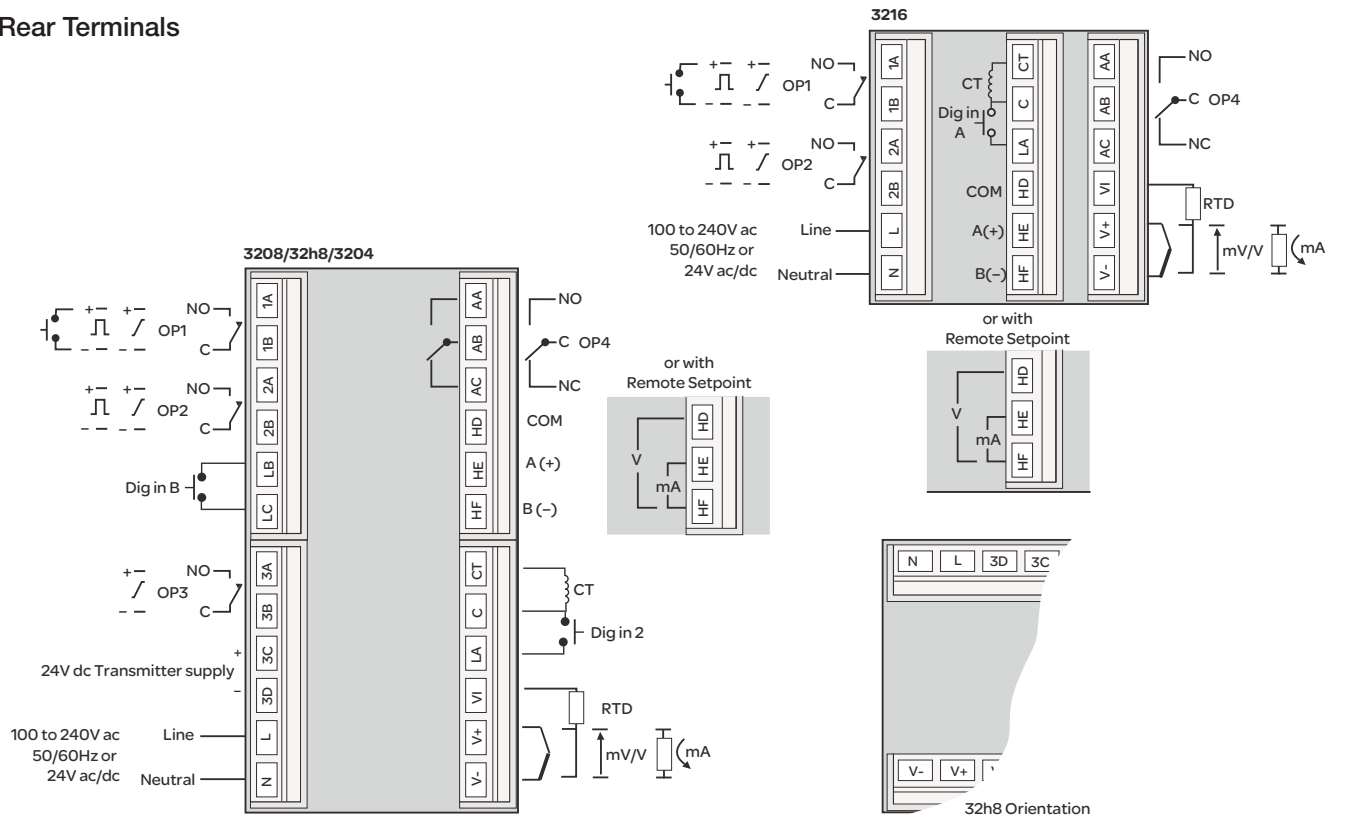 Rear Terminals
3216
+ – + – NO
OP1
– – – – C
+ – + – NO
OP2
– – – – C
100 to 240V ac
50/60Hz or
24V ac/dc
Line
Neutral
1A
1B
2A
2B
L
N
CT
Dig in
A
COM
A(+)
B(–)
CT
C
LA
HD
HE
HF
AA
AB
AC
VI
V+
V-
NO
C OP4
NC
RTD
mV/V
mA
or with
Remote Setpoint
V
mA
HD
HE
HF
3208/32h8/3204
+ – + – NO
OP1
– – – – C
+ – + – NO
OP2
– – – – C
Dig in B
+ – NO
OP3
– – C
+
24V dc Transmitter supply
–
100 to 240V ac
50/60Hz or
24V ac/dc
Line
Neutral
1A
1B
2A
2B
LB
LC
3A
3B
3C
3D
L
N
AA
AB
AC
HD
HE
HF
CT
C
LA
VI
V+
V-
NO
C OP4
NC
COM
A (+)
B (–)
CT
Dig in 2
RTD
mV/V
mA
or with
Remote Setpoint
V
mA
HD
HE
HF
N L 3D 3C
V- V+
32h8 Orientation